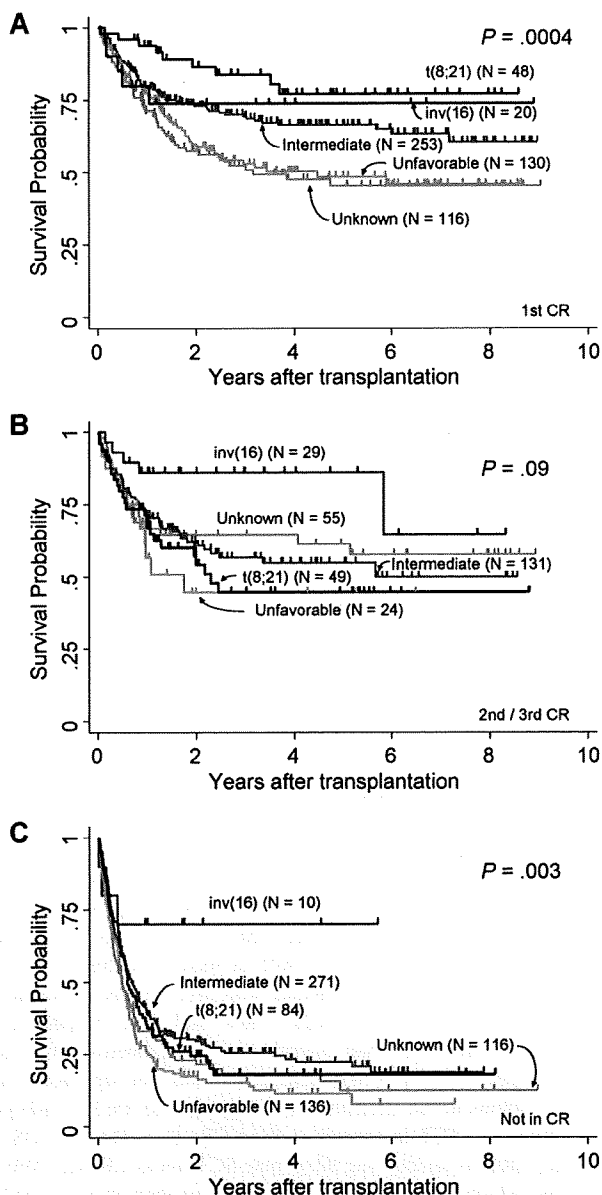 A
P = .0004
t(8;21) (N = 48)
inv(16) (N = 20)
Intermediate (N = 253)
Unfavorable (N = 130)
Unknown (N = 116)
1st CR
Survival Probability
1
.75
.5
.25
0
0 2 4 6 8 10
Years after transplantation
B
P = .09
inv(16) (N = 29)
Unknown (N = 55)
Intermediate (N = 131)
t(8;21) (N = 49)
Unfavorable (N = 24)
2nd / 3rd CR
Survival Probability
1
.75
.5
.25
0
0 2 4 6 8 10
Years after transplantation
C
P = .003
inv(16) (N = 10)
Intermediate (N = 271)
t(8;21) (N = 84)
Unknown (N = 116)
Unfavorable (N = 136)
Not in CR
Survival Probability
1
.75
.5
.25
0
0 2 4 6 8 10
Years after transplantation